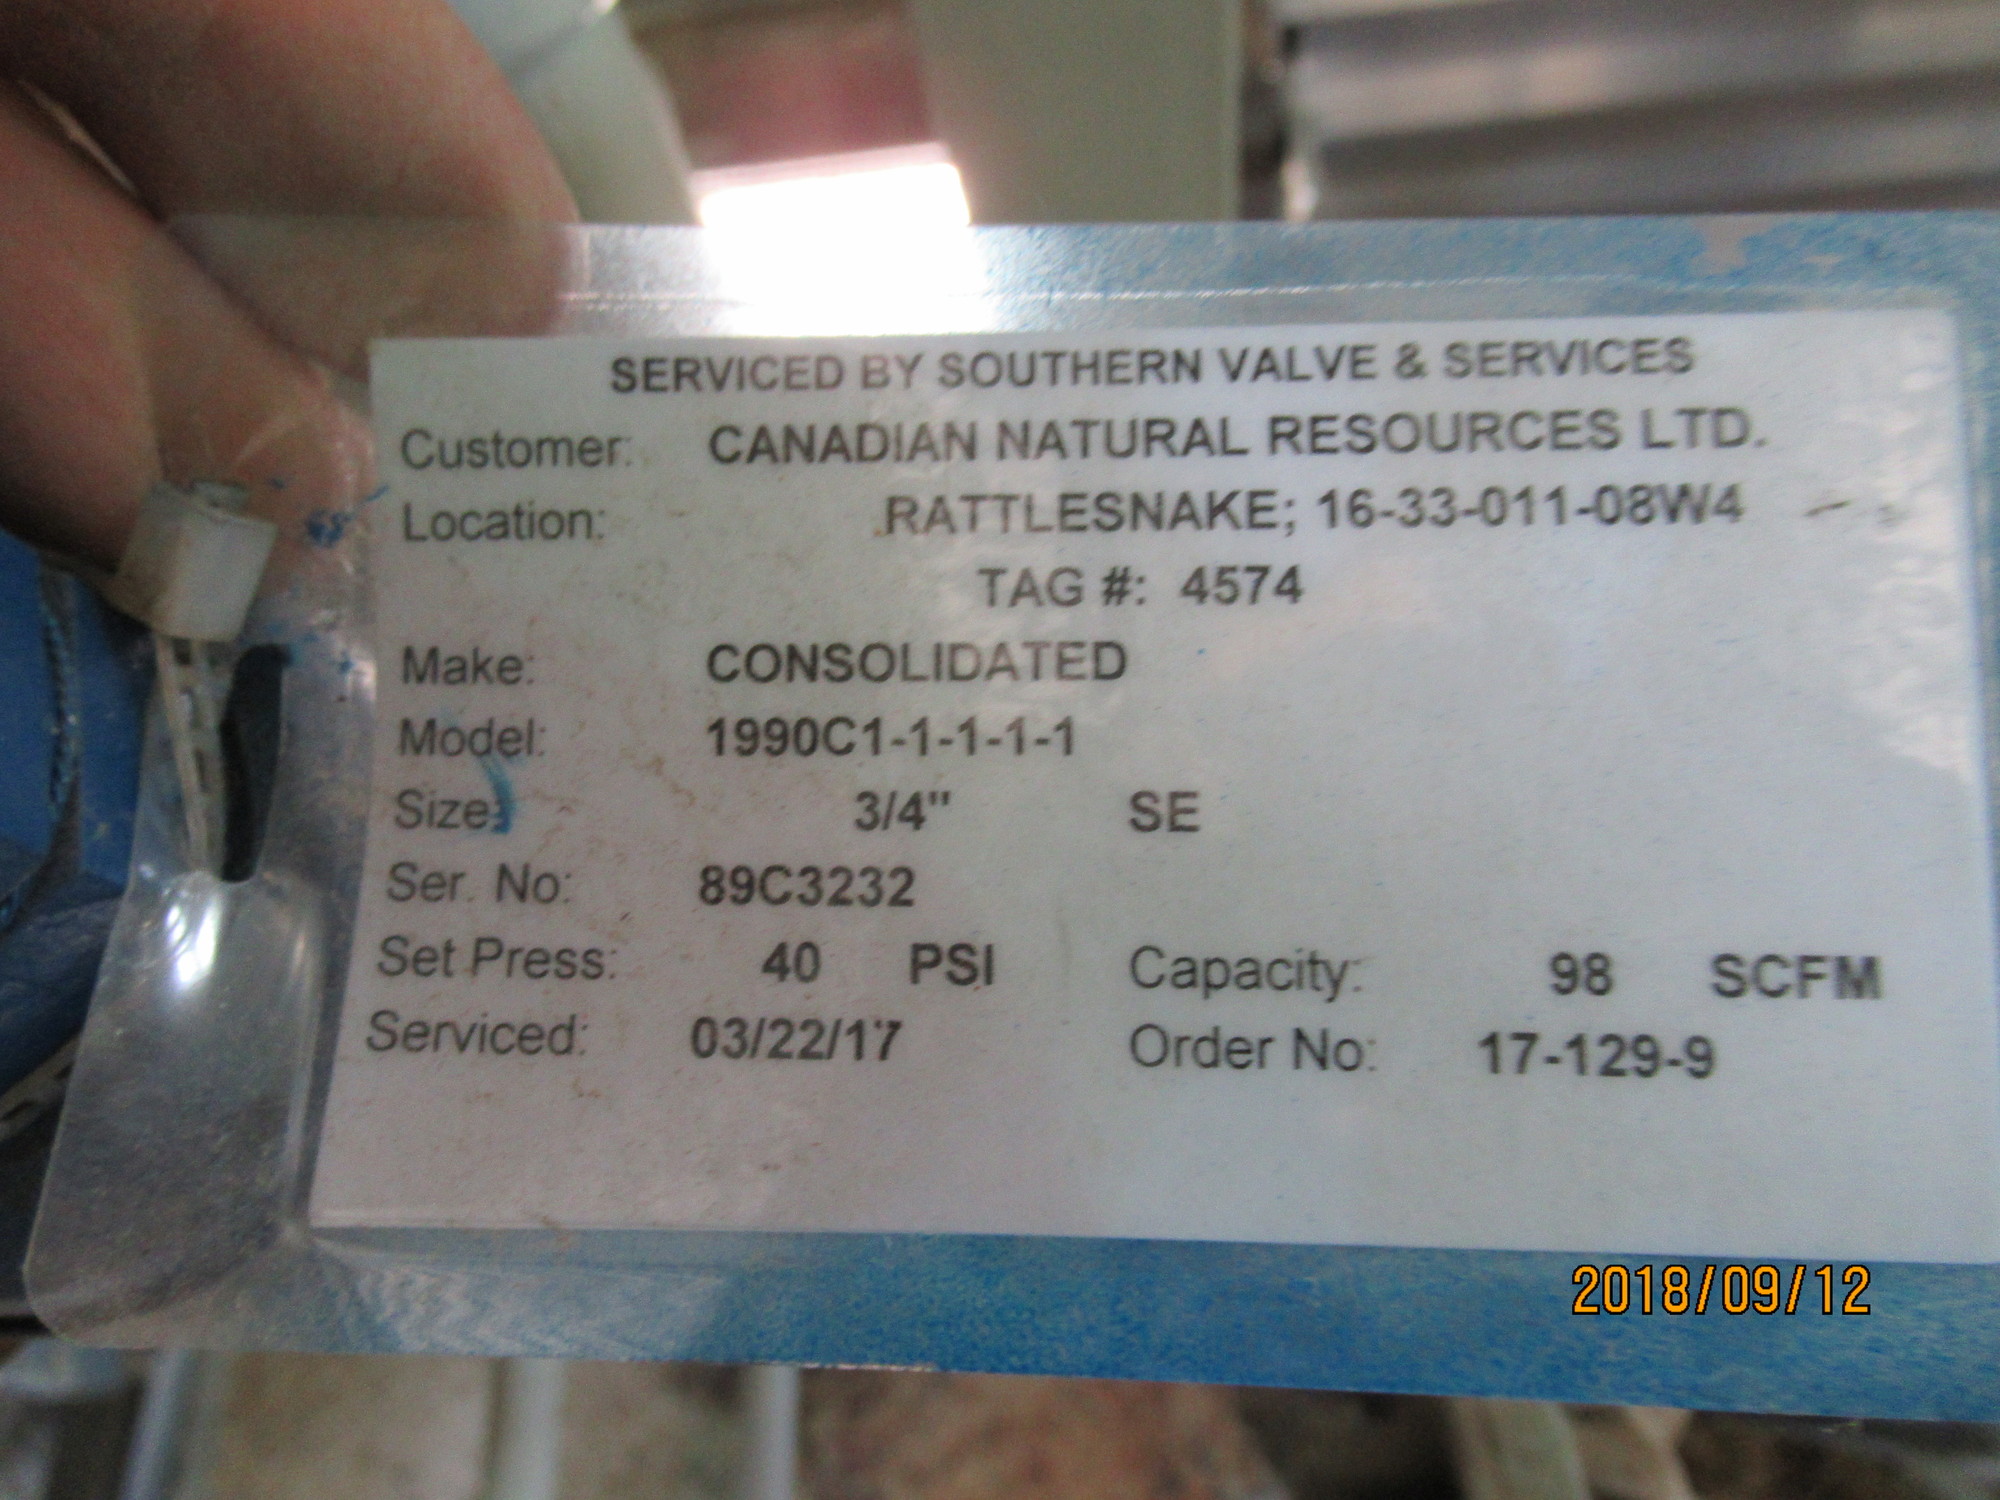 SERVICED BY SOUTHERN VALVE & SERVICES
Customer: CANADIAN NATURAL RESOURCES LTD.
Location: RATTLESNAKE; 16-33-011-08W4
TAG #: 4574
Make: CONSOLIDATED
Model: 1990C1-1-1-1-1
Size: 3/4" SE
Ser. No: 89C3232
Set Press: 40 PSI Capacity: 98 SCFM
Serviced: 03/22/17 Order No: 17-129-9
2018/09/12